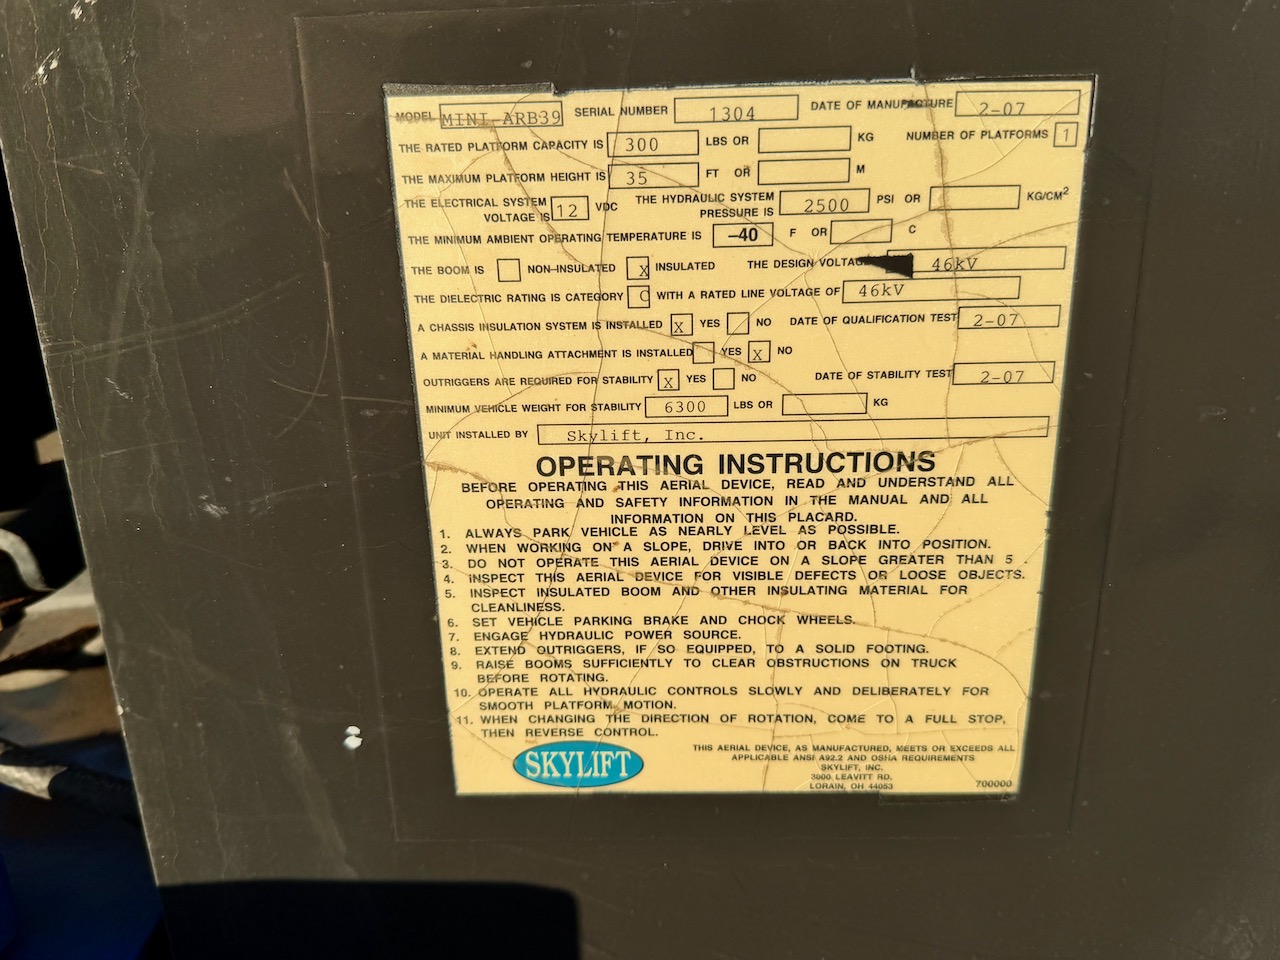 MODEL MINI-ARB39 SERIAL NUMBER 1304 DATE OF MANUFACTURE 2-07
THE RATED PLATFORM CAPACITY IS 300 LBS OR KG NUMBER OF PLATFORMS 1
THE MAXIMUM PLATFORM HEIGHT IS 35 FT OR M
THE ELECTRICAL SYSTEM VOLTAGE IS 12 VDC THE HYDRAULIC SYSTEM PRESSURE IS 2500 PSI OR KG/CM²
THE MINIMUM AMBIENT OPERATING TEMPERATURE IS -40 F OR C
THE BOOM IS NON-INSULATED X INSULATED THE DESIGN VOLTAGE 46kV
THE DIELECTRIC RATING IS CATEGORY C WITH A RATED LINE VOLTAGE OF 46kV
A CHASSIS INSULATION SYSTEM IS INSTALLED X YES NO DATE OF QUALIFICATION TEST 2-07
A MATERIAL HANDLING ATTACHMENT IS INSTALLED YES X NO
OUTRIGGERS ARE REQUIRED FOR STABILITY X YES NO DATE OF STABILITY TEST 2-07
MINIMUM VEHICLE WEIGHT FOR STABILITY 6300 LBS OR KG
UNIT INSTALLED BY Skylift, Inc.
OPERATING INSTRUCTIONS
BEFORE OPERATING THIS AERIAL DEVICE, READ AND UNDERSTAND ALL
OPERATING AND SAFETY INFORMATION IN THE MANUAL AND ALL
INFORMATION ON THIS PLACARD.
1. ALWAYS PARK VEHICLE AS NEARLY LEVEL AS POSSIBLE.
2. WHEN WORKING ON A SLOPE, DRIVE INTO OR BACK INTO POSITION.
3. DO NOT OPERATE THIS AERIAL DEVICE ON A SLOPE GREATER THAN 5 .
4. INSPECT THIS AERIAL DEVICE FOR VISIBLE DEFECTS OR LOOSE OBJECTS.
5. INSPECT INSULATED BOOM AND OTHER INSULATING MATERIAL FOR
CLEANLINESS.
6. SET VEHICLE PARKING BRAKE AND CHOCK WHEELS.
7. ENGAGE HYDRAULIC POWER SOURCE.
8. EXTEND OUTRIGGERS, IF SO EQUIPPED, TO A SOLID FOOTING.
9. RAISE BOOMS SUFFICIENTLY TO CLEAR OBSTRUCTIONS ON TRUCK
BEFORE ROTATING.
10. OPERATE ALL HYDRAULIC CONTROLS SLOWLY AND DELIBERATELY FOR
SMOOTH PLATFORM MOTION.
11. WHEN CHANGING THE DIRECTION OF ROTATION, COME TO A FULL STOP,
THEN REVERSE CONTROL.
SKYLIFT
THIS AERIAL DEVICE, AS MANUFACTURED, MEETS OR EXCEEDS ALL
APPLICABLE ANSI A92.2 AND OSHA REQUIREMENTS
SKYLIFT, INC.
3000 LEAVITT RD.
LORAIN, OH 44053
700000